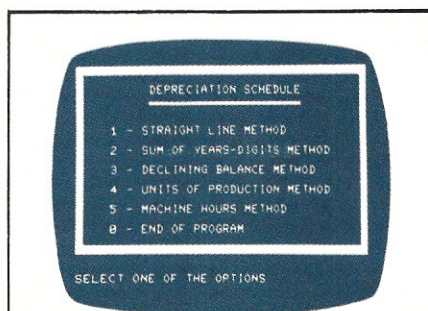 DEPRECIATION SCHEDULE
1 - STRAIGHT LINE METHOD
2 - SUM OF YEARS-DIGITS METHOD
3 - DECLINING BALANCE METHOD
4 - UNITS OF PRODUCTION METHOD
5 - MACHINE HOURS METHOD
0 - END OF PROGRAM
SELECT ONE OF THE OPTIONS